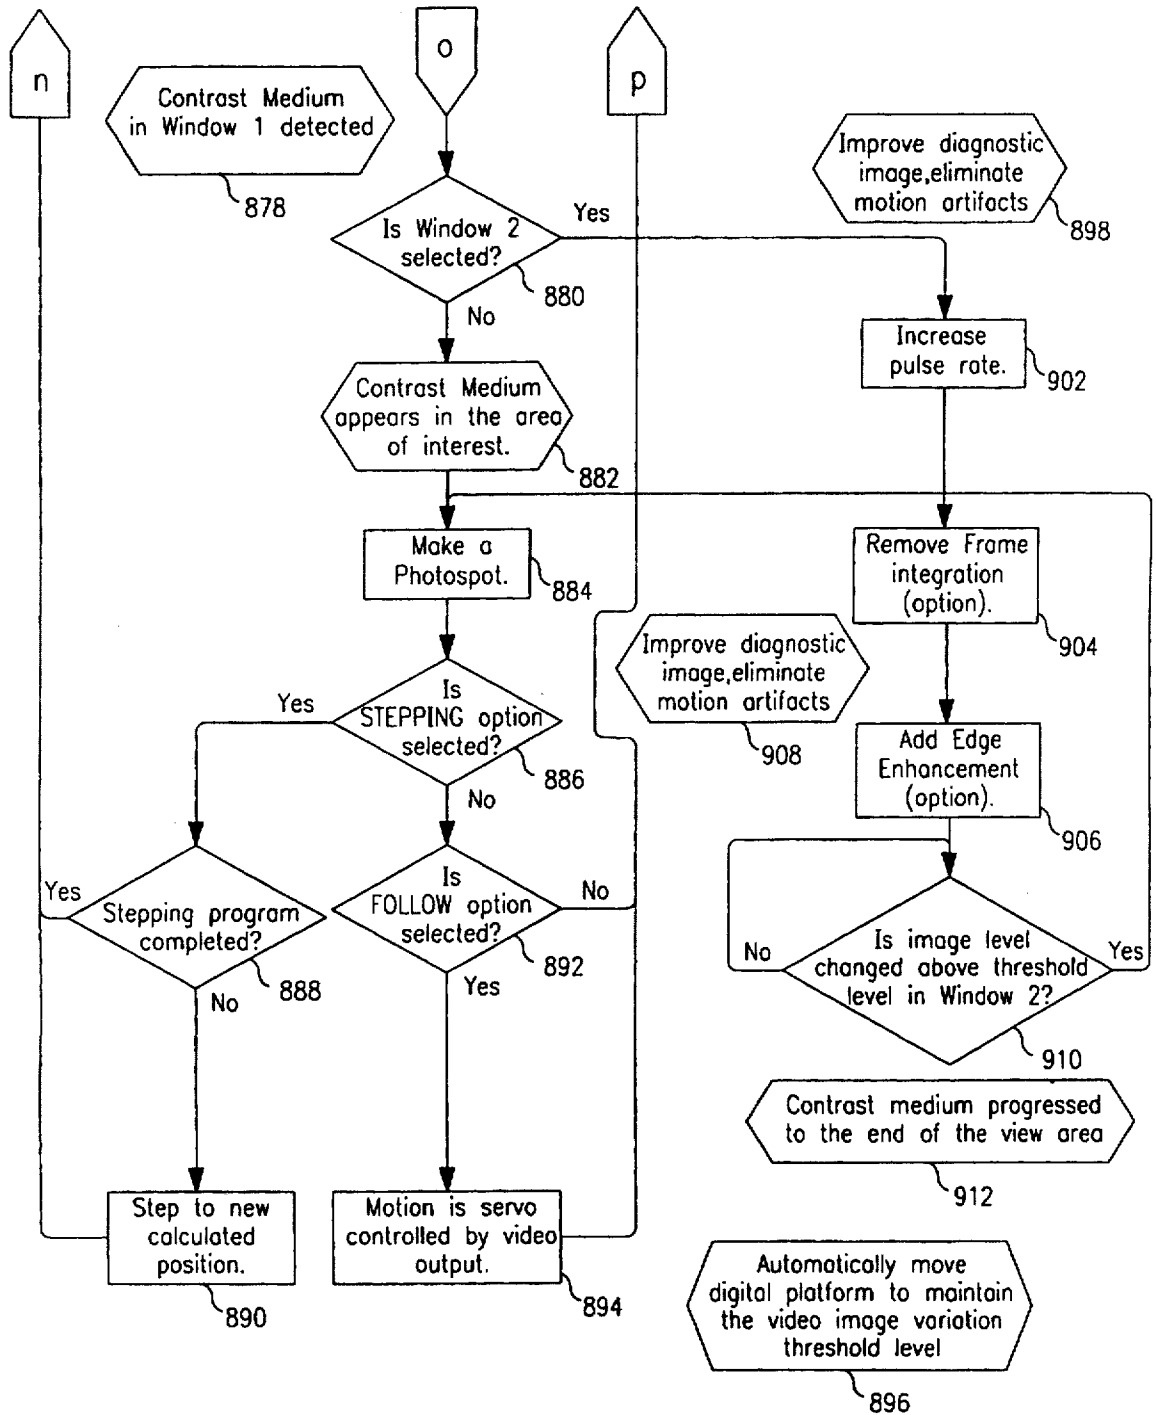 n
o
p
Contrast Medium
in Window 1 detected
878
Improve diagnostic
image,eliminate
motion artifacts
898
Is Window 2
selected?
880
Yes
No
Increase
pulse rate.
902
Contrast Medium
appears in the area
of interest.
882
Make a
Photospot.
884
Remove Frame
integration
(option).
904
Improve diagnostic
image,eliminate
motion artifacts
908
Is
STEPPING option
selected?
886
Yes
No
Add Edge
Enhancement
(option).
906
Stepping program
completed?
888
Yes
No
Is
FOLLOW option
selected?
892
No
Yes
Is image level
changed above threshold
level in Window 2?
910
No
Yes
Contrast medium progressed
to the end of the view area
912
Step to new
calculated
position.
890
Motion is servo
controlled by video
output.
894
Automatically move
digital platform to maintain
the video image variation
threshold level
896